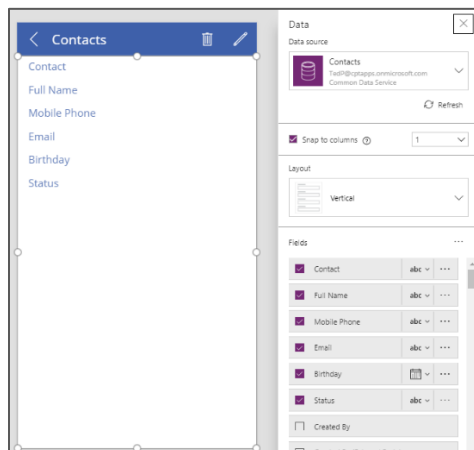 Contacts
Contact
Full Name
Mobile Phone
Email
Birthday
Status
Data
Data source
Contacts
TedP@cptapps.onmicrosoft.com
Common Data Service
Refresh
Snap to columns
1
Layout
Vertical
Fields
Contact abc
Full Name abc
Mobile Phone abc
Email abc
Birthday
Status abc
Created By